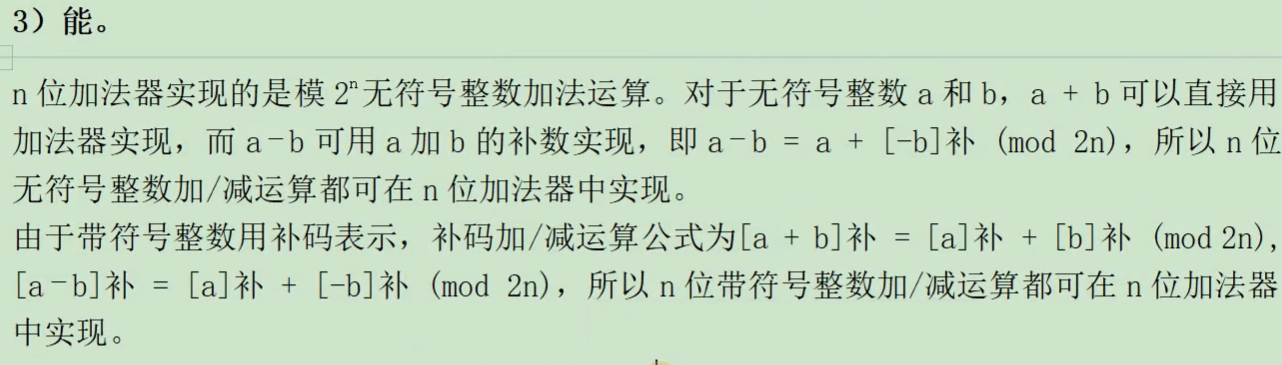 3）能。
n 位加法器实现的是模 2ⁿ无符号整数加法运算。对于无符号整数 a 和 b，a + b 可以直接用
加法器实现，而 a－b 可用 a 加 b 的补数实现，即 a－b = a + [-b]补 (mod 2n)，所以 n 位
无符号整数加/减运算都可在 n 位加法器中实现。
由于带符号整数用补码表示，补码加/减运算公式为[a + b]补 = [a]补 + [b]补 (mod 2n),
[a－b]补 = [a]补 + [-b]补 (mod 2n)，所以 n 位带符号整数加/减运算都可在 n 位加法器
中实现。